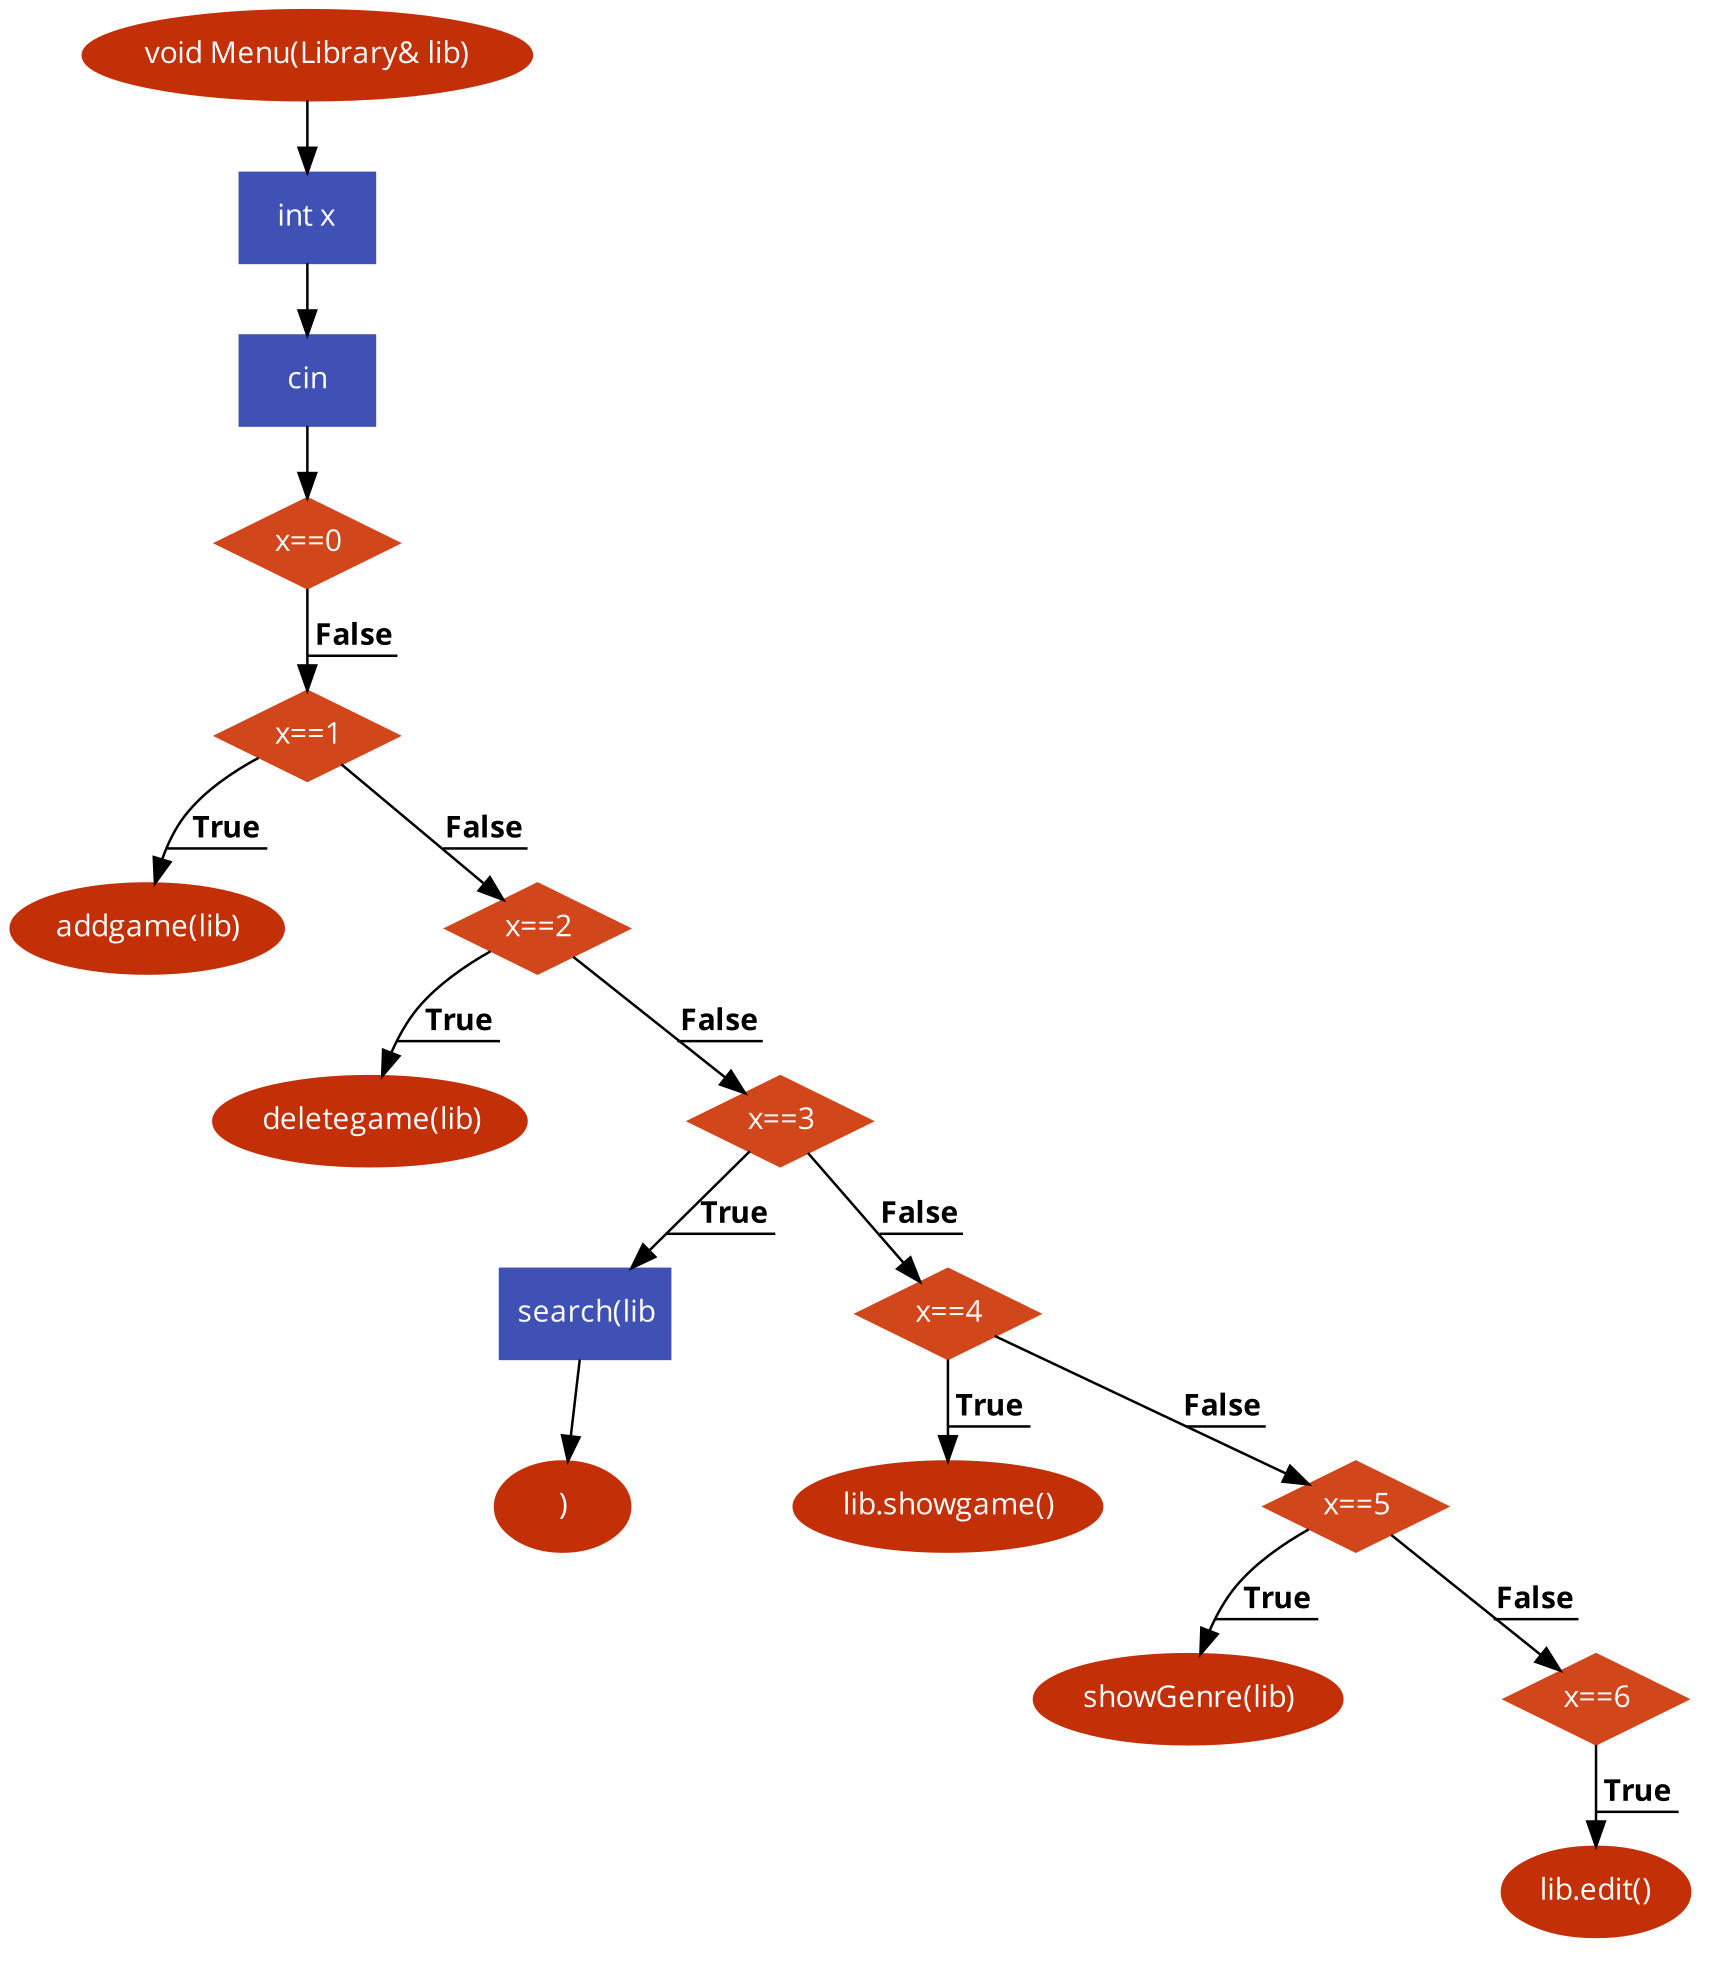 void Menu(Library& lib)
int x
cin
x==0
False
x==1
True
False
addgame(lib)
x==2
True
False
deletegame(lib)
x==3
True
False
search(lib
x==4
True
False
)
lib.showgame()
x==5
True
False
showGenre(lib)
x==6
True
lib.edit()